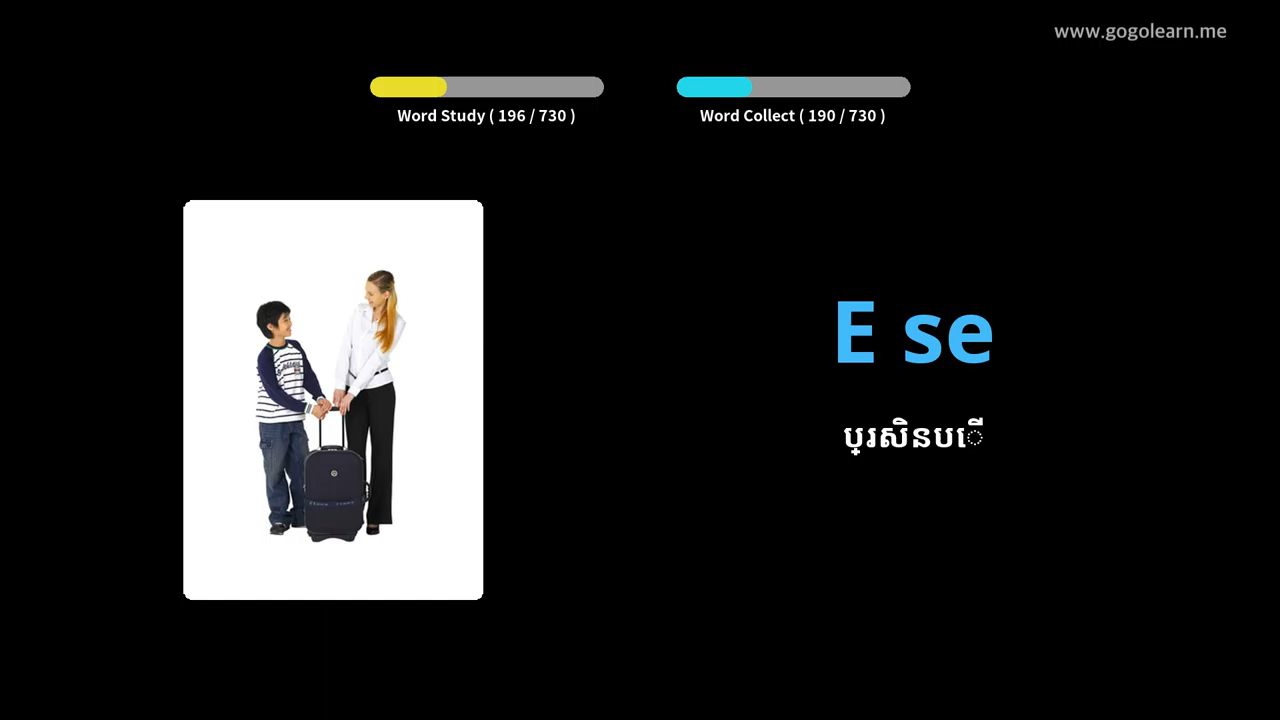 www.gogolearn.me
Word Study ( 196 / 730 )
Word Collect ( 190 / 730 )
E se
ប្រសិនបើ